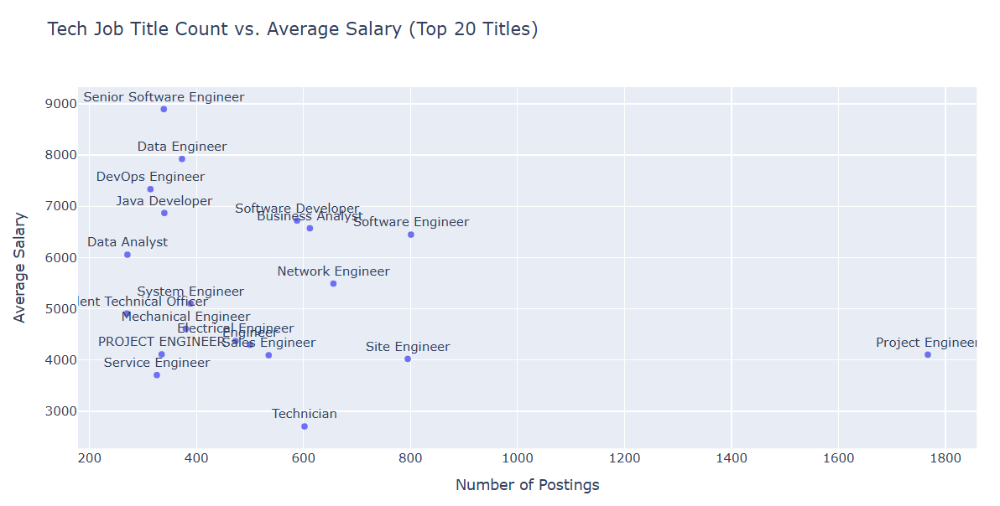 Tech Job Title Count vs. Average Salary (Top 20 Titles)
Senior Software Engineer
9000
Data Engineer
8000
DevOps Engineer
Java Developer
7000
Software Developer
Business Analyst
Software Engineer
Data Analyst
6000
Network Engineer
System Engineer
dent Technical Officer
5000
Mechanical Engineer
Electrical Engineer
Engineer
PROJECT ENGINEER
Sales Engineer
Site Engineer
Project Engineer
4000
Service Engineer
Technician
3000
Average Salary
200 400 600 800 1000 1200 1400 1600 1800
Number of Postings